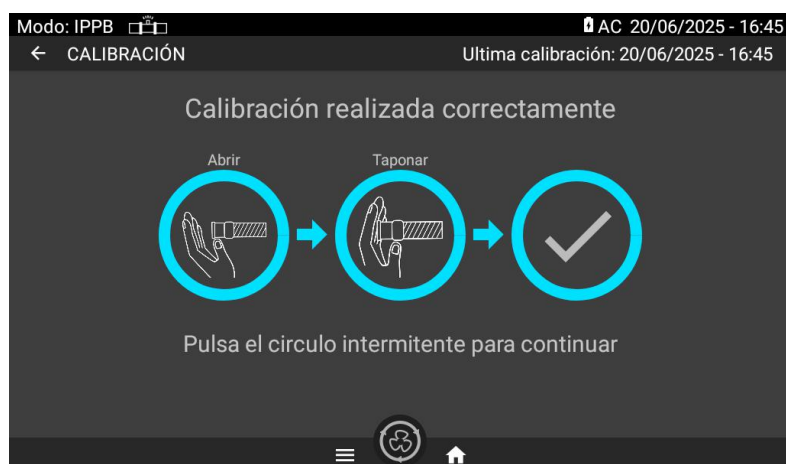 Modo: IPPB
AC 20/06/2025 - 16:45
CALIBRACIÓN
Ultima calibración: 20/06/2025 - 16:45
Calibración realizada correctamente
Abrir
Taponar
Pulsa el circulo intermitente para continuar